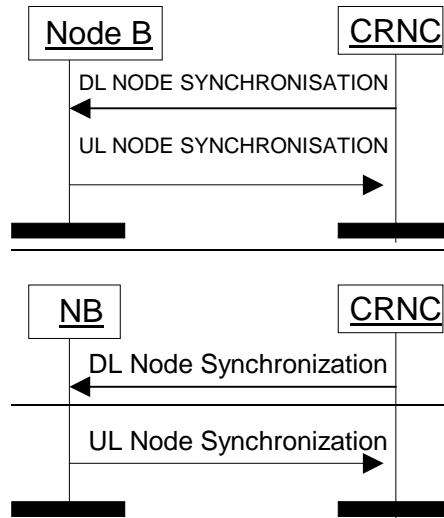 Node B CRNC
DL NODE SYNCHRONISATION
UL NODE SYNCHRONISATION
NB CRNC
DL Node Synchronization
UL Node Synchronization